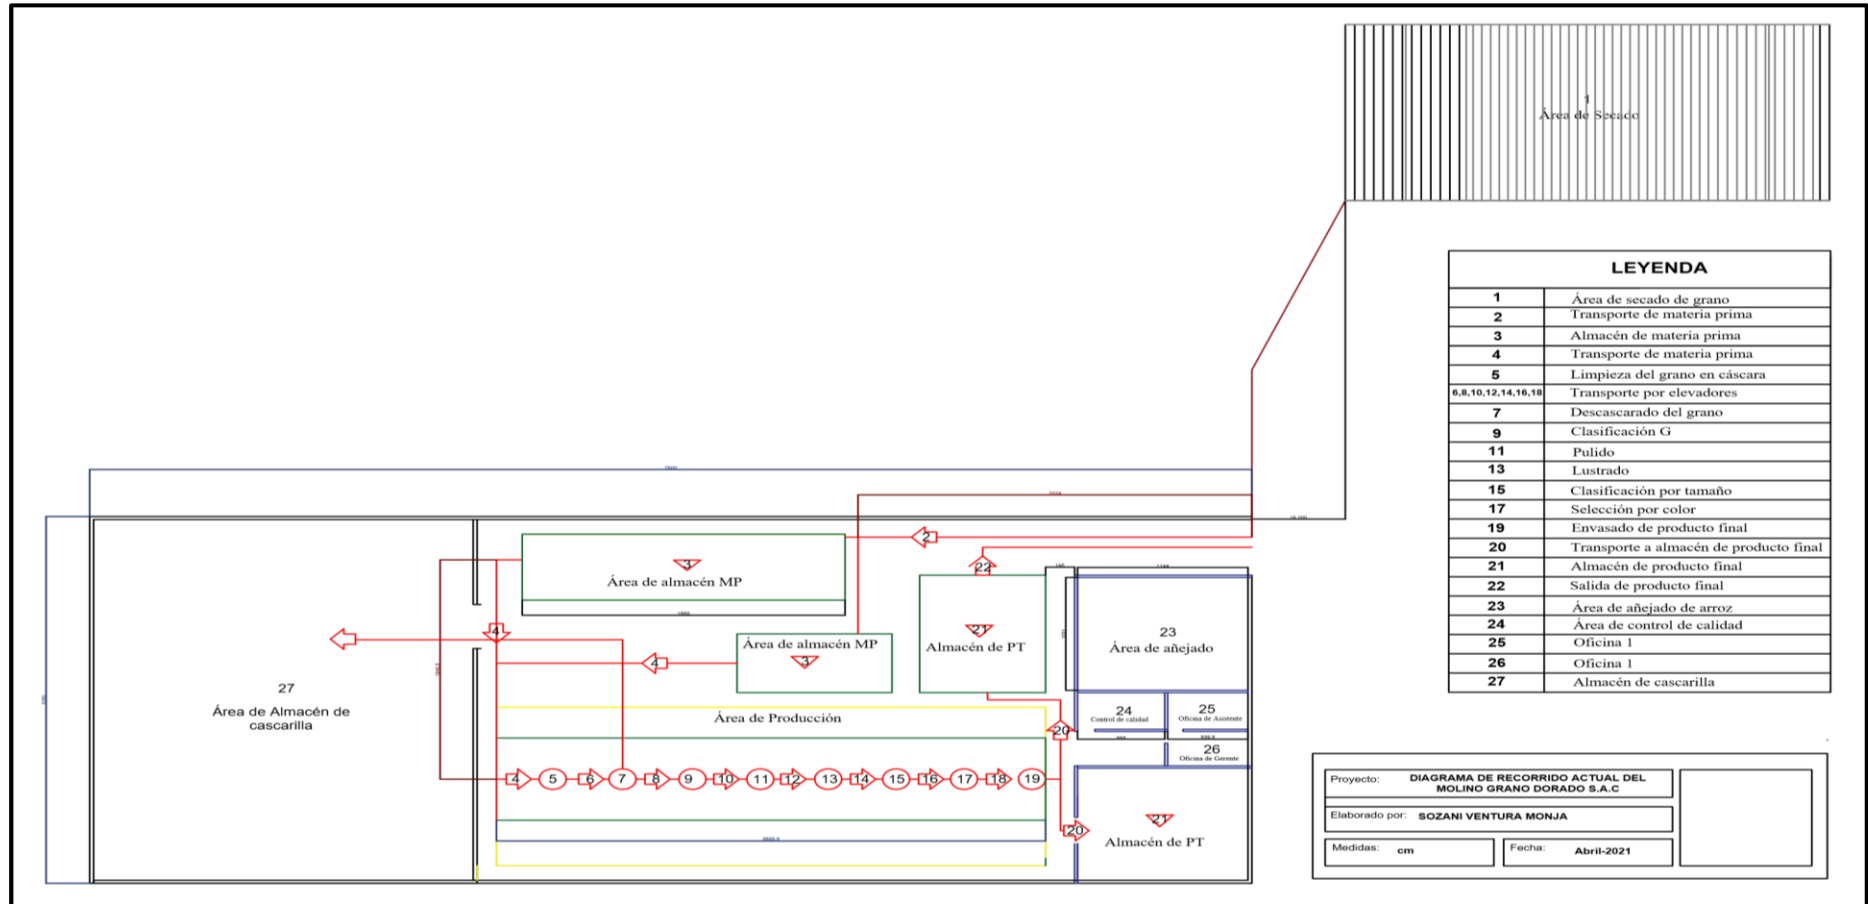 1
Área de Secado
LEYENDA
1 Área de secado de grano
2 Transporte de materia prima
3 Almacén de materia prima
4 Transporte de materia prima
5 Limpieza del grano en cáscara
6,8,10,12,14,16,18 Transporte por elevadores
7 Descascarado del grano
9 Clasificación G
11 Pulido
13 Lustrado
15 Clasificación por tamaño
17 Selección por color
19 Envasado de producto final
20 Transporte a almacén de producto final
21 Almacén de producto final
22 Salida de producto final
23 Área de añejado de arroz
24 Área de control de calidad
25 Oficina 1
26 Oficina 1
27 Almacén de cascarilla
2
3
Área de almacén MP
22
4
Área de almacén MP
3
4
21
Almacén de PT
23
Área de añejado
27
Área de Almacén de
cascarilla
Área de Producción
20
24
Control de calidad
25
Oficina de Asistente
26
Oficina de Gerente
4 5 6 7 8 9 10 11 12 13 14 15 16 17 18 19
20
21
Almacén de PT
Proyecto: DIAGRAMA DE RECORRIDO ACTUAL DEL
MOLINO GRANO DORADO S.A.C
Elaborado por: SOZANI VENTURA MONJA
Medidas: cm
Fecha: Abril-2021